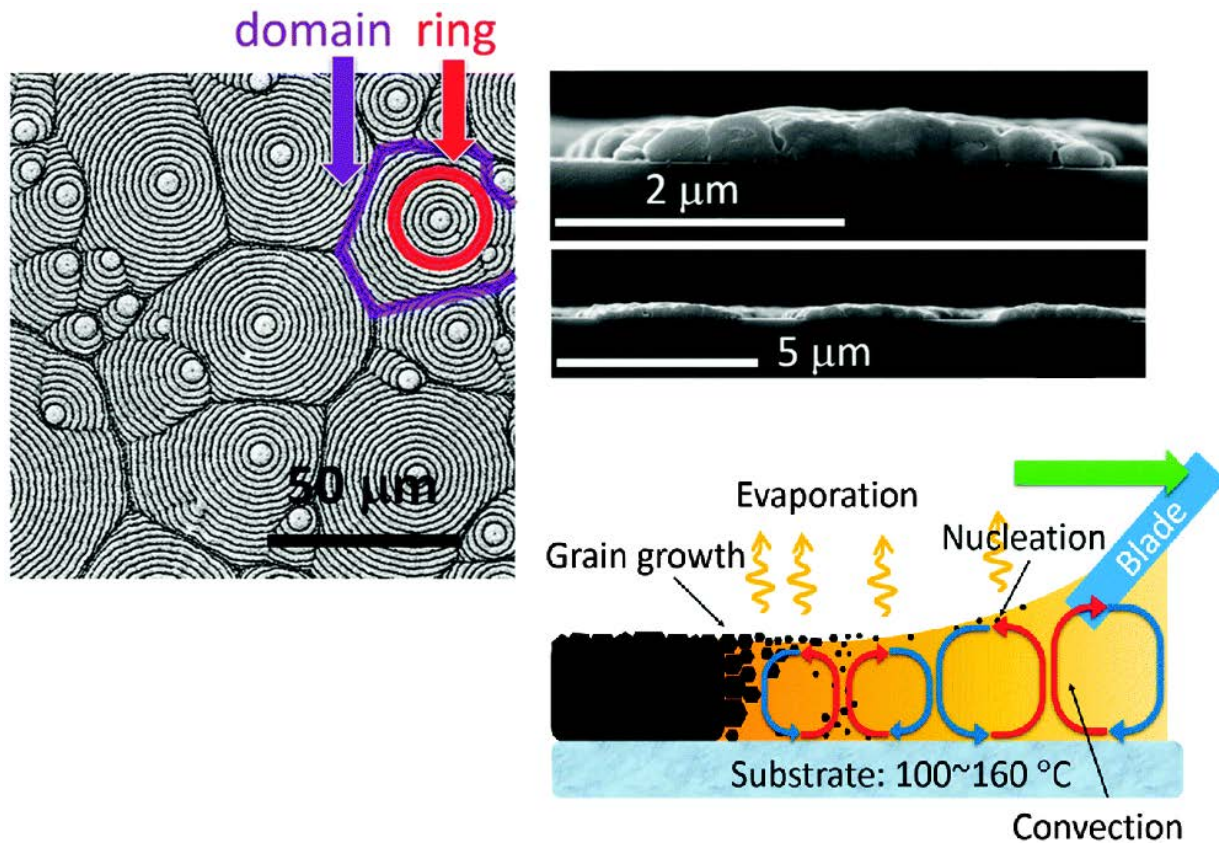 domain ring
50 μm
2 μm
5 μm
Evaporation
Nucleation
Grain growth
Blade
Substrate: 100~160 °C
Convection